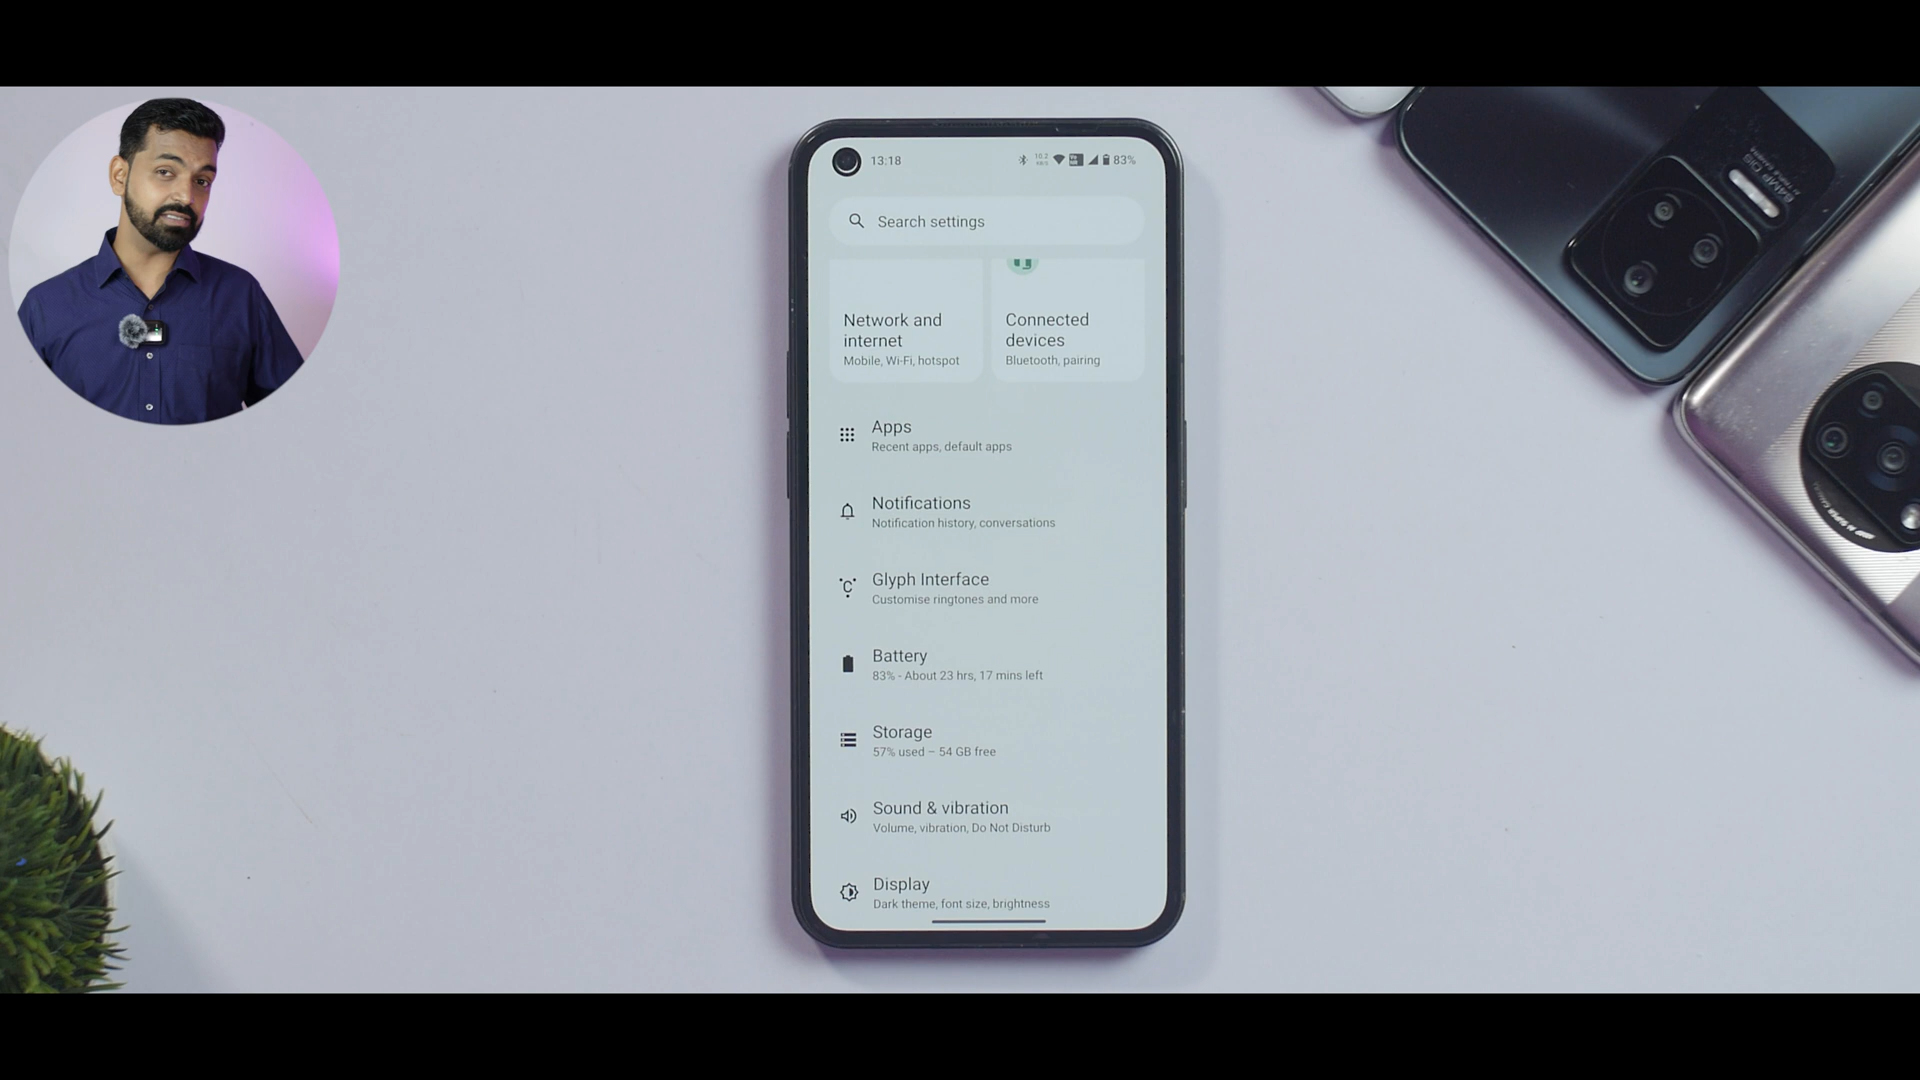 13:18
83%
Search settings
Network and
internet
Mobile, Wi-Fi, hotspot
Connected
devices
Bluetooth, pairing
Apps
Recent apps, default apps
Notifications
Notification history, conversations
Glyph Interface
Customise ringtones and more
Battery
83% - About 23 hrs, 17 mins left
Storage
57% used – 54 GB free
Sound & vibration
Volume, vibration, Do Not Disturb
Display
Dark theme, font size, brightness
64MP OIS